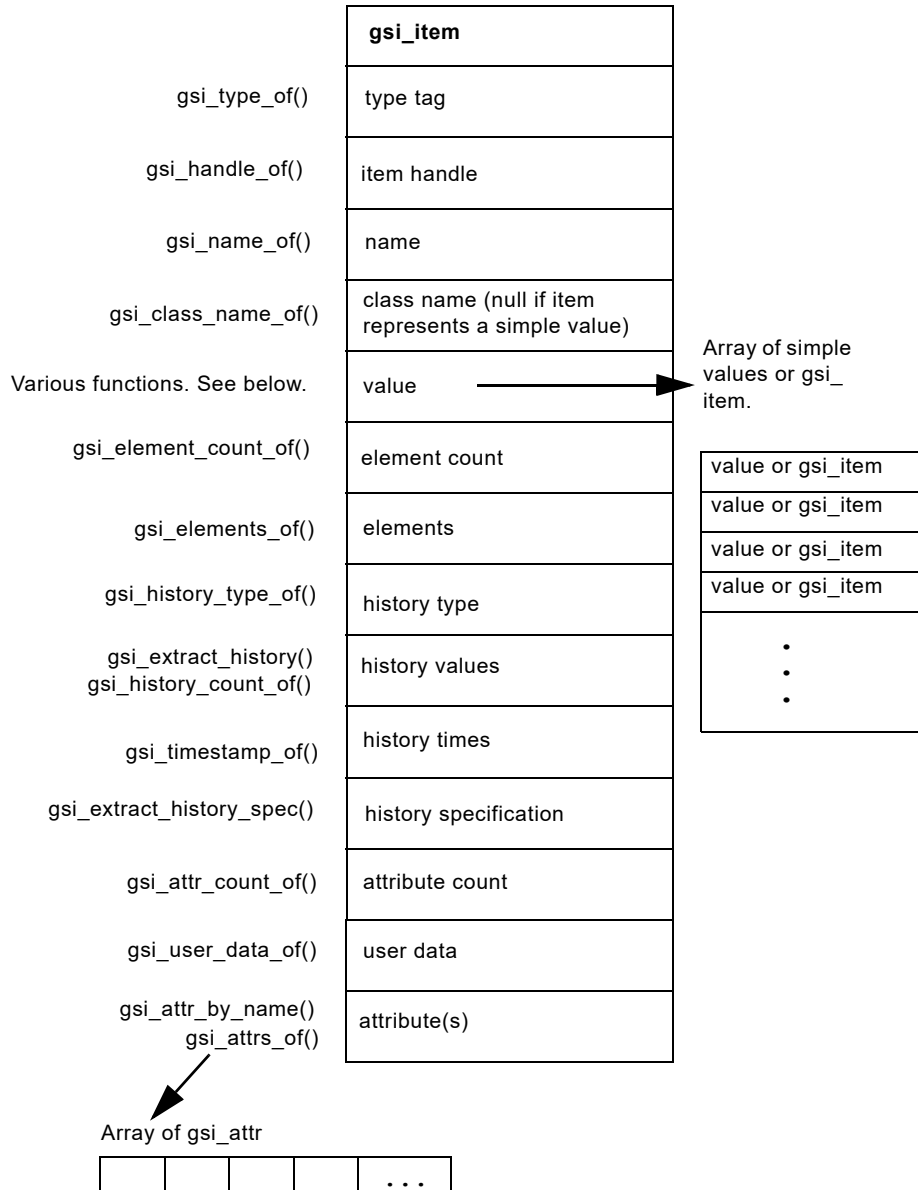 gsi_item
gsi_type_of()
type tag
gsi_handle_of()
item handle
gsi_name_of()
name
gsi_class_name_of()
class name (null if item
represents a simple value)
Various functions. See below.
value
Array of simple
values or gsi_
item.
gsi_element_count_of()
element count
value or gsi_item
value or gsi_item
value or gsi_item
value or gsi_item
.
.
.
gsi_elements_of()
elements
gsi_history_type_of()
history type
gsi_extract_history()
gsi_history_count_of()
history values
gsi_timestamp_of()
history times
gsi_extract_history_spec()
history specification
gsi_attr_count_of()
attribute count
gsi_user_data_of()
user data
gsi_attr_by_name()
gsi_attrs_of()
attribute(s)
Array of gsi_attr
. . .